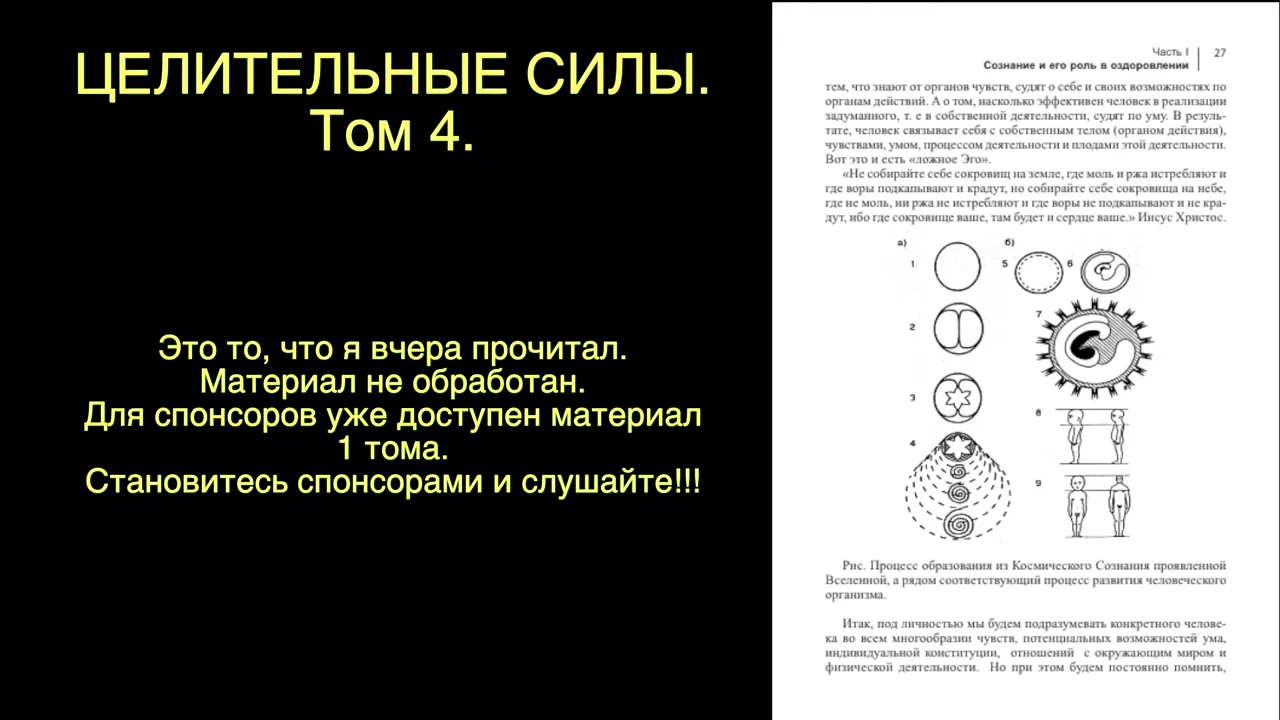 ЦЕЛИТЕЛЬНЫЕ СИЛЫ.
Том 4.
Это то, что я вчера прочитал.
Материал не обработан.
Для спонсоров уже доступен материал
1 тома.
Становитесь спонсорами и слушайте!!!
Часть I
27
Сознание и его роль в оздоровлении
тем, что знают от органов чувств, судят о себе и своих возможностях по
органам действий. А о том, насколько эффективен человек в реализации
задуманного, т. е в собственной деятельности, судят по уму. В резуль-
тате, человек связывает себя с собственным телом (органом действия),
чувствами, умом, процессом деятельности и плодами этой деятельности.
Вот это и есть «ложное Эго».
«Не собирайте себе сокровищ на земле, где моль и ржа истребляют и
где воры подкапывают и крадут, но собирайте себе сокровища на небе,
где не моль, ни ржа не истребляют и где воры не подкапывают и не кра-
дут, ибо где сокровище ваше, там будет и сердце ваше.» Иисус Христос.
а)
б)
1.
5
6
2
7
3
8
4
9
Рис. Процесс образования из Космического Сознания проявленной
Вселенной, а рядом соответствующий процесс развития человеческого
организма.
Итак, под личностью мы будем подразумевать конкретного челове-
ка во всем многообразии чувств, потенциальных возможностей ума,
индивидуальной конституции, отношений с окружающим миром и
физической деятельности. Но при этом будем постоянно помнить,